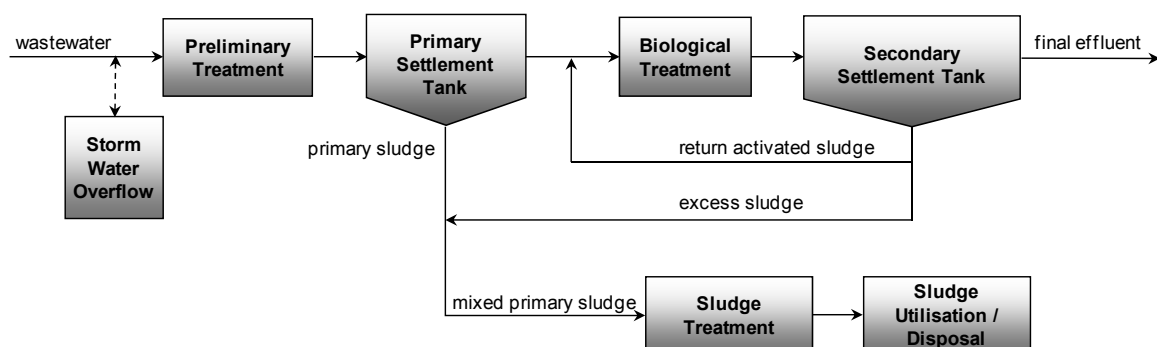 wastewater
Preliminary
Treatment
Primary
Settlement
Tank
Biological
Treatment
Secondary
Settlement Tank
final effluent
Storm
Water
Overflow
primary sludge
return activated sludge
excess sludge
mixed primary sludge
Sludge
Treatment
Sludge
Utilisation /
Disposal